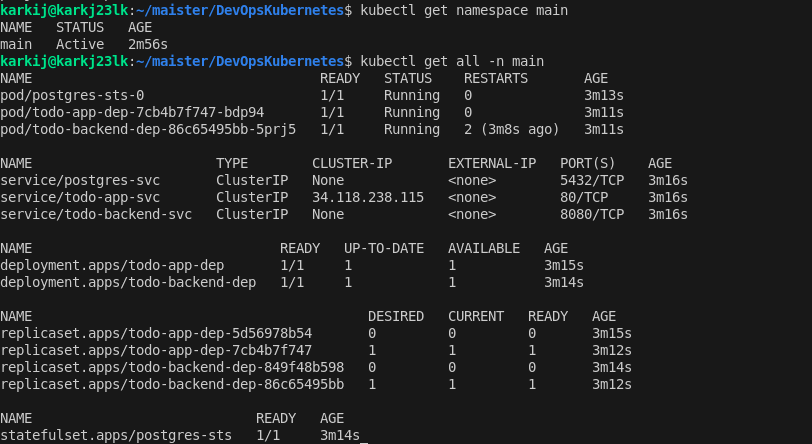 karkij@karkj23lk:~/maister/DevOpsKubernetes$ kubectl get namespace main
NAME   STATUS   AGE
main   Active   2m56s
karkij@karkj23lk:~/maister/DevOpsKubernetes$ kubectl get all -n main
NAME                                    READY   STATUS    RESTARTS       AGE
pod/postgres-sts-0                      1/1     Running   0              3m13s
pod/todo-app-dep-7cb4b7f747-bdp94       1/1     Running   0              3m11s
pod/todo-backend-dep-86c65495bb-5prj5   1/1     Running   2 (3m8s ago)   3m11s

NAME                       TYPE        CLUSTER-IP       EXTERNAL-IP   PORT(S)    AGE
service/postgres-svc       ClusterIP   None             <none>        5432/TCP   3m16s
service/todo-app-svc       ClusterIP   34.118.238.115   <none>        80/TCP     3m16s
service/todo-backend-svc   ClusterIP   None             <none>        8080/TCP   3m16s

NAME                               READY   UP-TO-DATE   AVAILABLE   AGE
deployment.apps/todo-app-dep       1/1     1            1           3m15s
deployment.apps/todo-backend-dep   1/1     1            1           3m14s

NAME                                          DESIRED   CURRENT   READY   AGE
replicaset.apps/todo-app-dep-5d56978b54       0         0         0       3m15s
replicaset.apps/todo-app-dep-7cb4b7f747       1         1         1       3m12s
replicaset.apps/todo-backend-dep-849f48b598   0         0         0       3m14s
replicaset.apps/todo-backend-dep-86c65495bb   1         1         1       3m12s

NAME                            READY   AGE
statefulset.apps/postgres-sts   1/1     3m14s